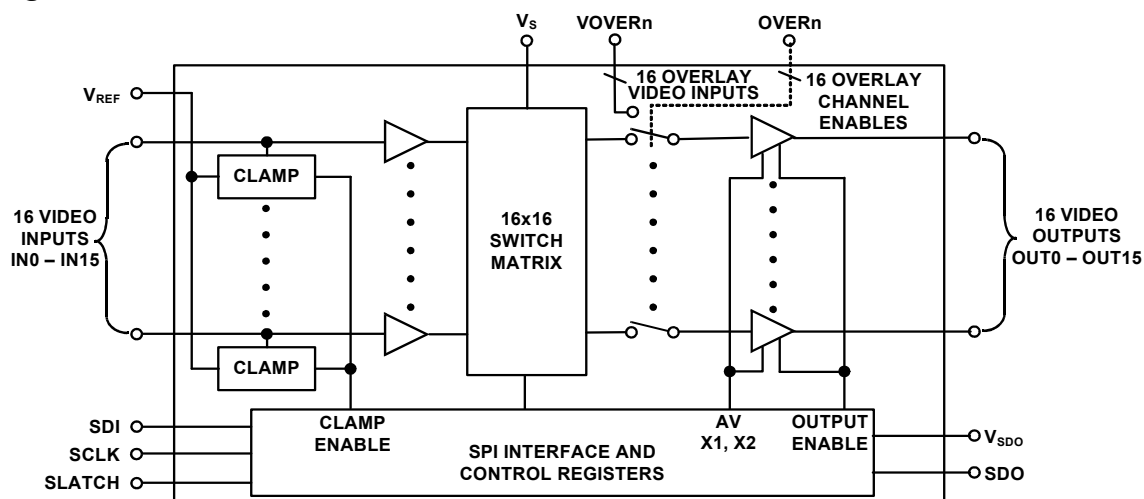 VS
VOVERn
OVERn
16 OVERLAY
VIDEO INPUTS
16 OVERLAY
CHANNEL
ENABLES
VREF
CLAMP
16 VIDEO
INPUTS
IN0 – IN15
16x16
SWITCH
MATRIX
16 VIDEO
OUTPUTS
OUT0 – OUT15
CLAMP
SDI
SCLK
SLATCH
CLAMP
ENABLE
SPI INTERFACE AND
CONTROL REGISTERS
AV
X1, X2
OUTPUT
ENABLE
VSDO
SDO